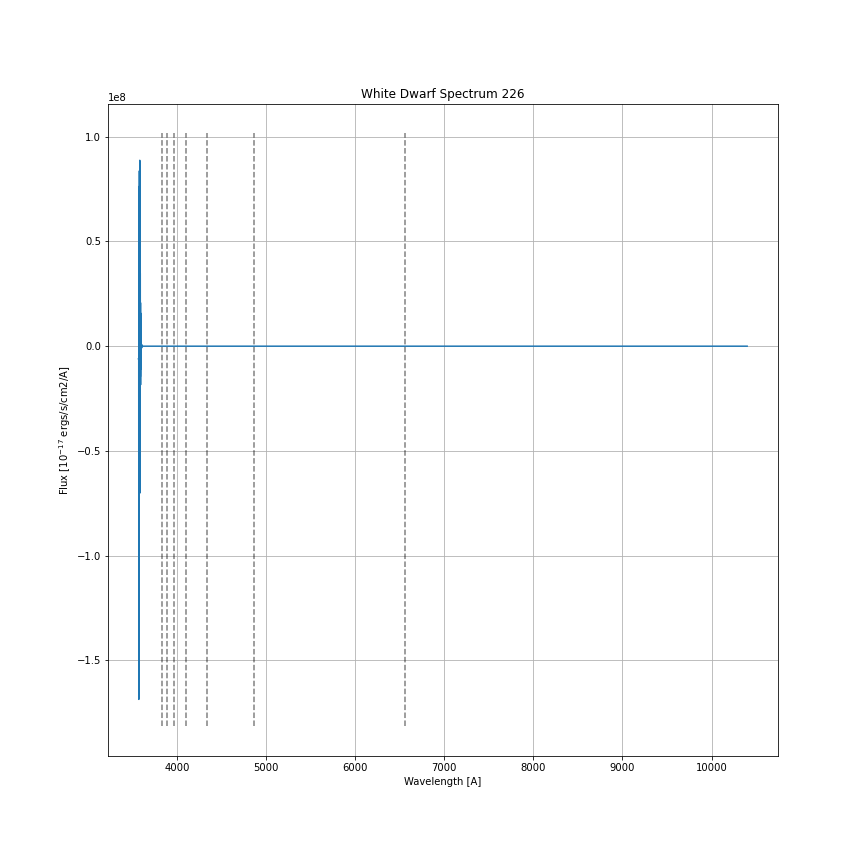 White Dwarf Spectrum 226
1e8
1.0
0.5
0.0
−0.5
−1.0
−1.5
Flux [10⁻¹⁷ ergs/s/cm2/A]
4000 5000 6000 7000 8000 9000 10000
Wavelength [A]